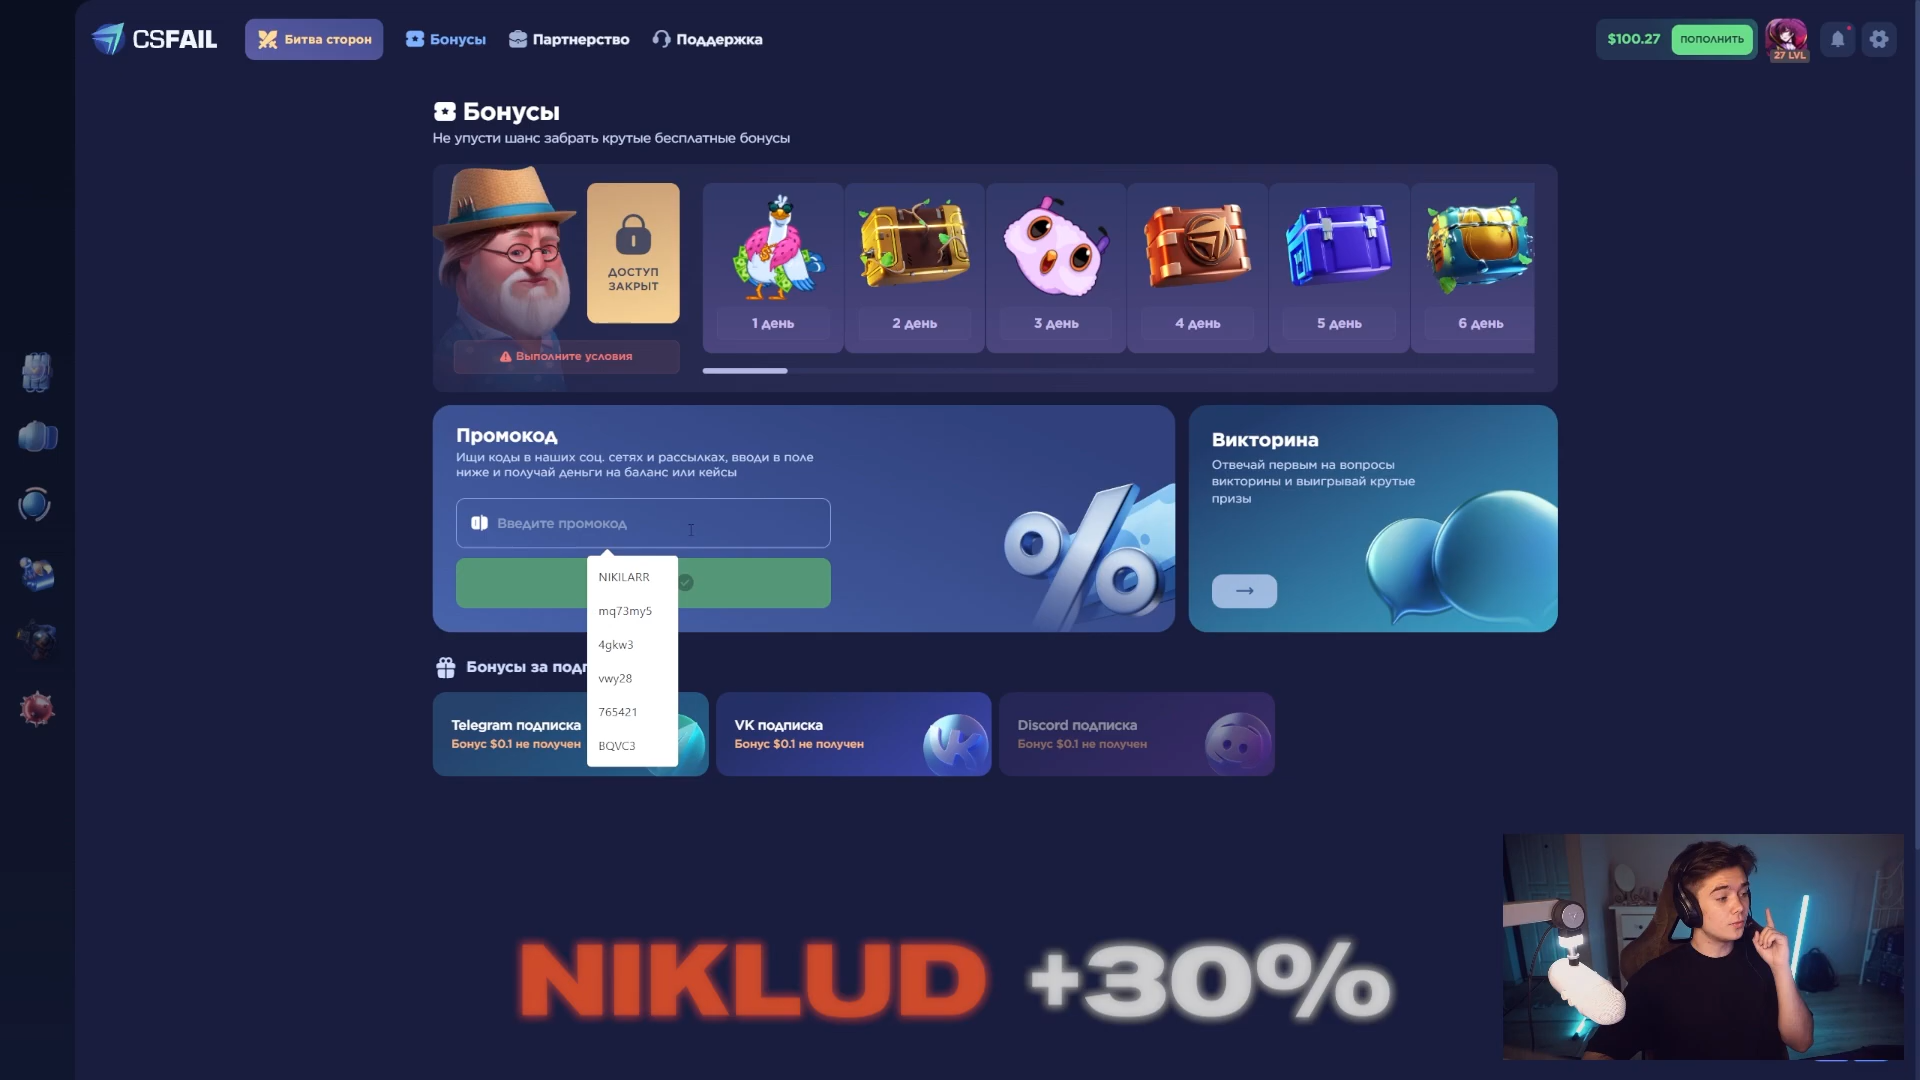 CSFAIL
Битва сторон
Бонусы
Партнерство
Поддержка
$100.27
ПОПОЛНИТЬ
27 LVL
Бонусы
Не упусти шанс забрать крутые бесплатные бонусы
ДОСТУП
ЗАКРЫТ
Выполните условия
1 день
2 день
3 день
4 день
5 день
6 день
Промокод
Ищи коды в наших соц. сетях и рассылках, вводи в поле
ниже и получай деньги на баланс или кейсы
Введите промокод
NIKILARR
mq73my5
4gkw3
vwy28
765421
BQVC3
Викторина
Отвечай первым на вопросы
викторины и выигрывай крутые
призы
Бонусы за под
Telegram подписка
Бонус $0.1 не получен
VK подписка
Бонус $0.1 не получен
Discord подписка
Бонус $0.1 не получен
NIKLUD +30%